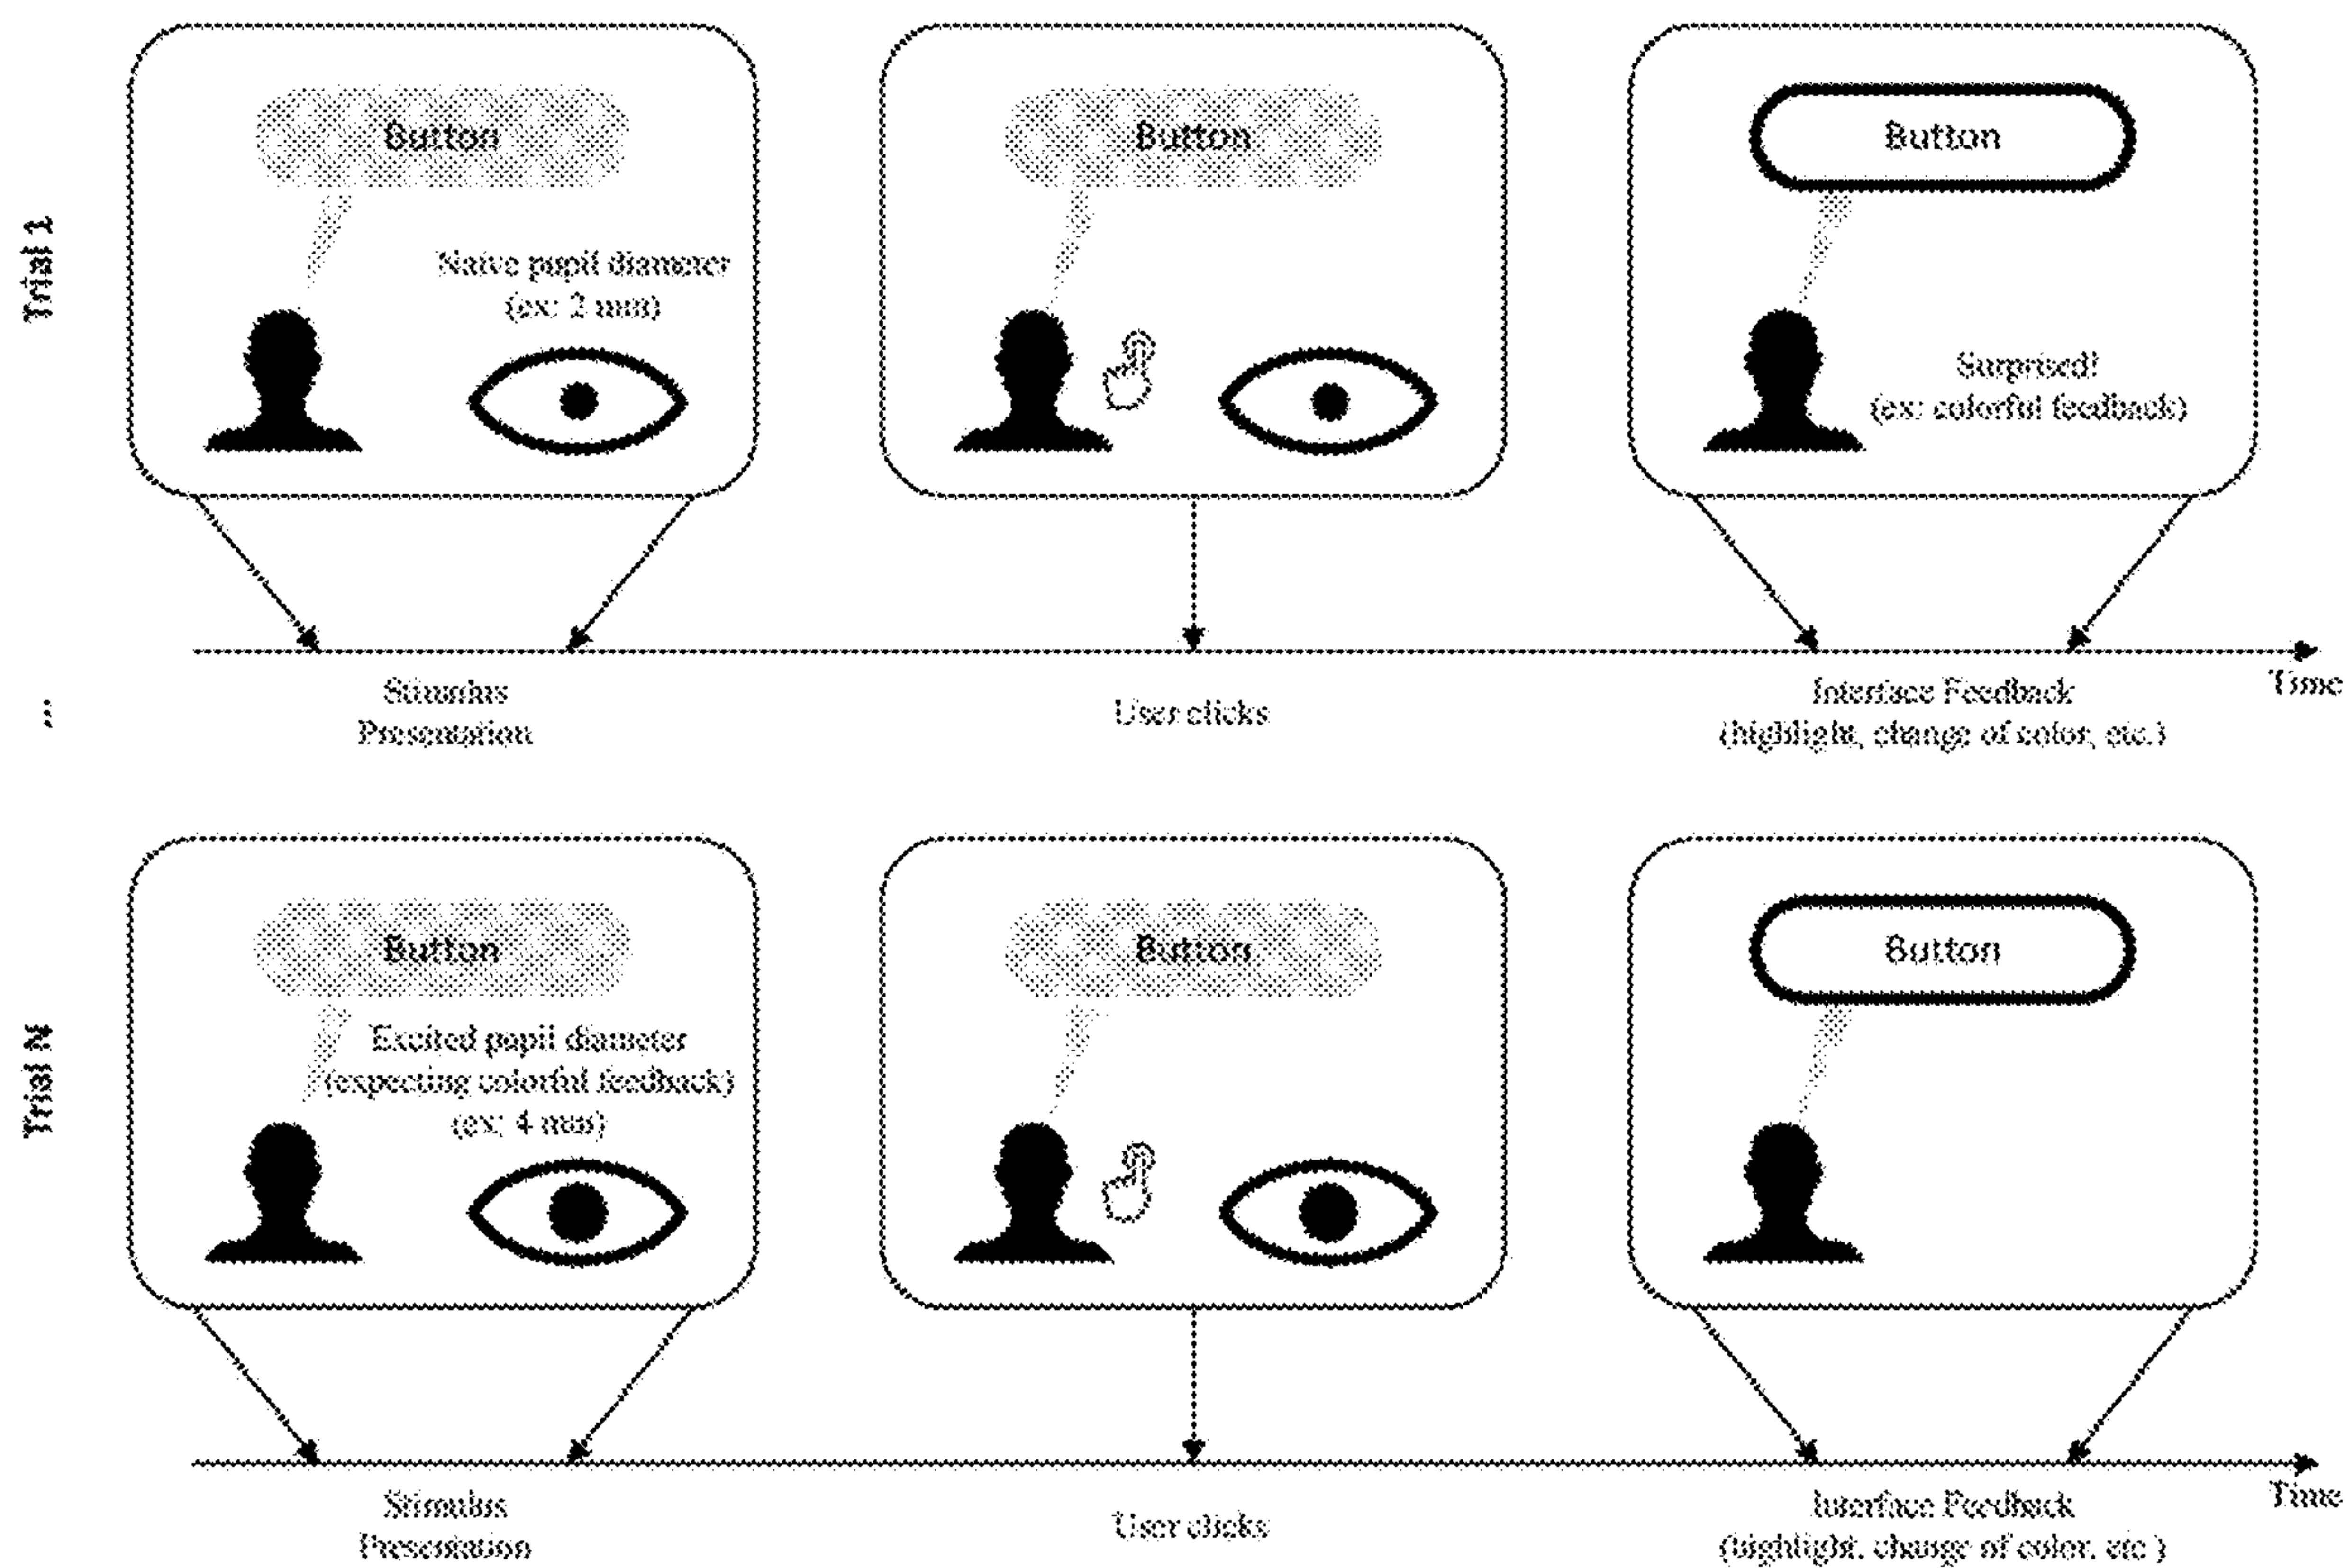 Trial 1
Button
Naive pupil diameter
(ex: 2 mm)
Button
Button
Surprised!
(ex: colorful feedback)
Stimulus
Presentation
User clicks
Interface Feedback
(highlight, change of color, etc.)
Time
...
Trial N
Button
Excited pupil diameter
(expecting colorful feedback)
(ex: 4 mm)
Button
Button
Stimulus
Presentation
User clicks
Interface Feedback
(highlight, change of color, etc.)
Time